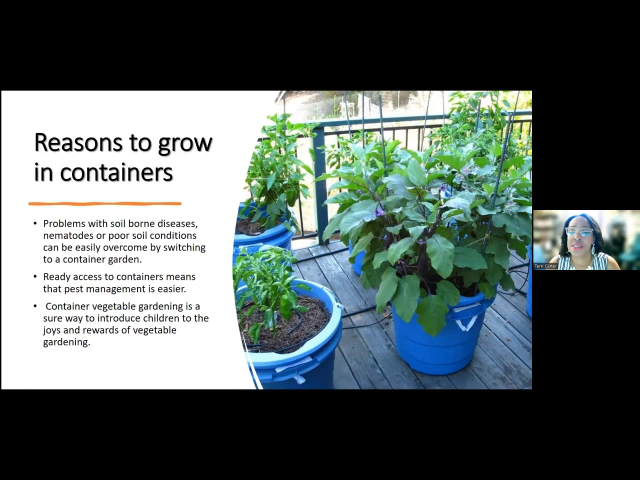 Reasons to grow
in containers
• Problems with soil borne diseases,
nematodes or poor soil conditions
can be easily overcome by switching
to a container garden.
• Ready access to containers means
that pest management is easier.
• Container vegetable gardening is a
sure way to introduce children to the
joys and rewards of vegetable
gardening.